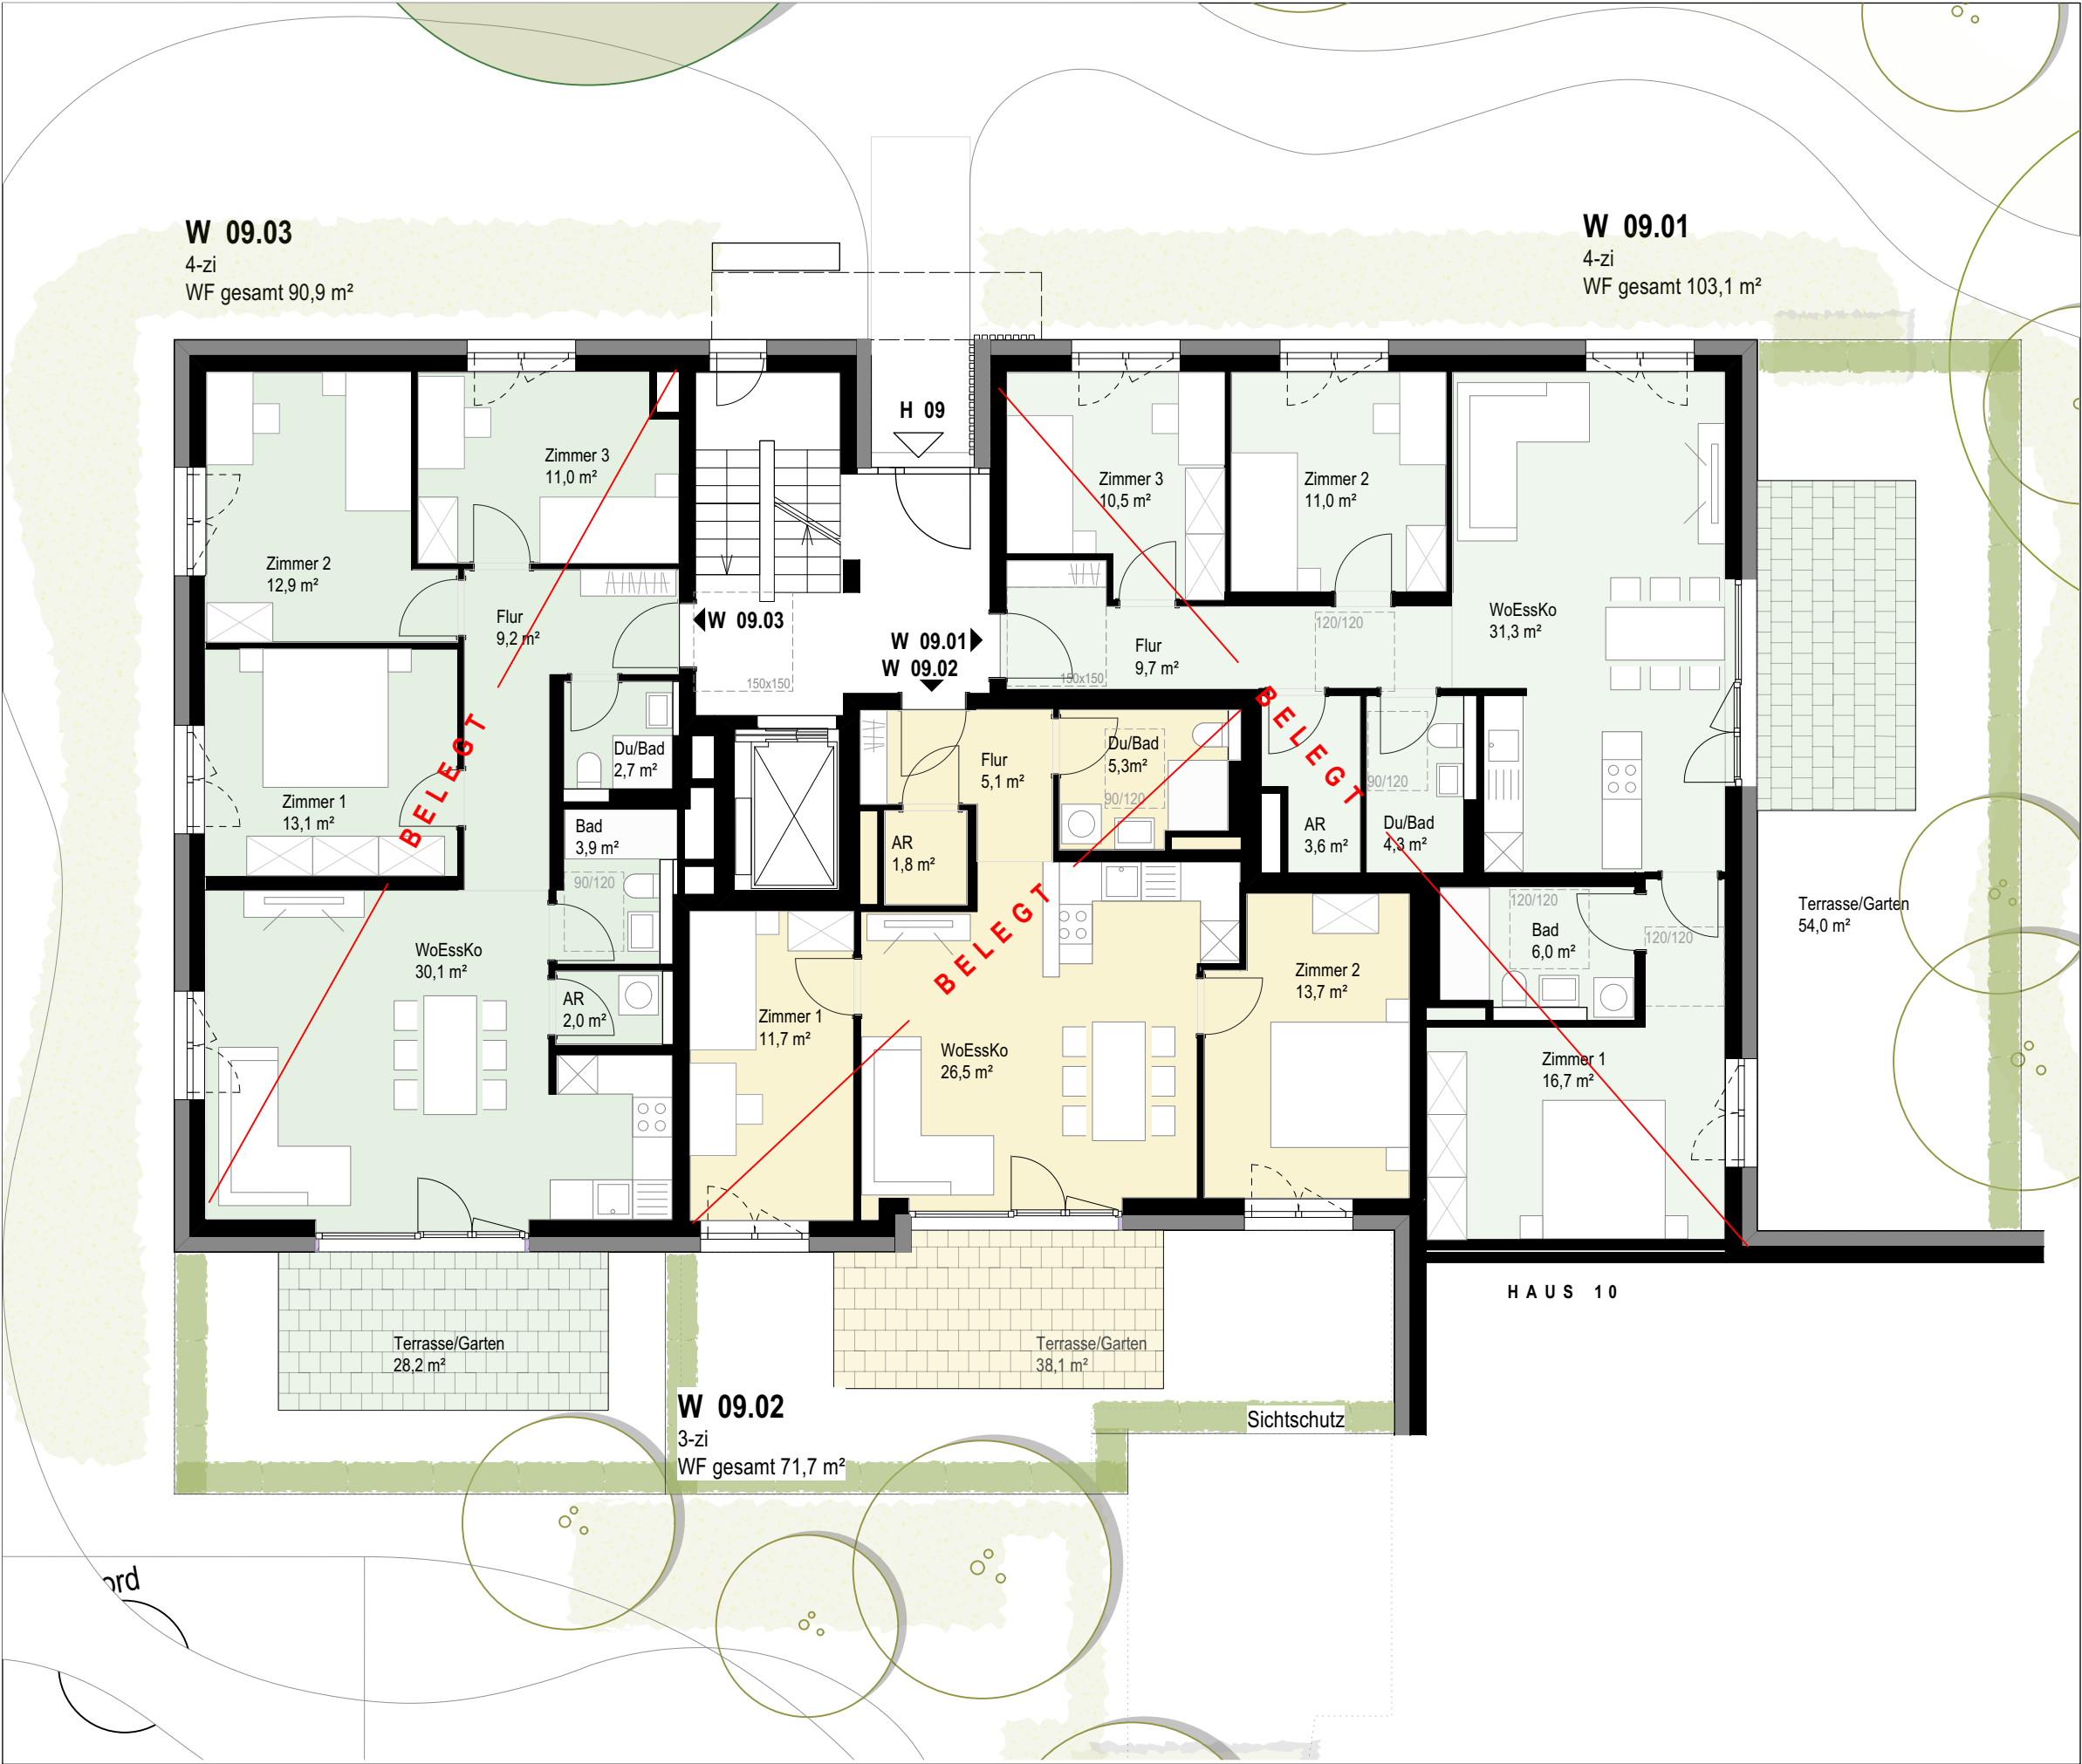 W 09.03
4-zi
WF gesamt 90,9 m²
W 09.01
4-zi
WF gesamt 103,1 m²
H 09
Zimmer 3
11,0 m²
Zimmer 2
12,9 m²
Flur
9,2 m²
Zimmer 1
13,1 m²
BELEGT
Du/Bad
2,7 m²
Bad
3,9 m²
90/120
WoEssKo
30,1 m²
AR
2,0 m²
Terrasse/Garten
28,2 m²
W 09.03
150x150
W 09.01
W 09.02
Zimmer 3
10,5 m²
Zimmer 2
11,0 m²
WoEssKo
31,3 m²
Flur
9,7 m²
150x150
120/120
BELEGT
AR
3,6 m²
Du/Bad
4,3 m²
90/120
120/120
Bad
6,0 m²
120/120
Zimmer 1
16,7 m²
Terrasse/Garten
54,0 m²
HAUS 10
Flur
5,1 m²
Du/Bad
5,3m²
90/120
AR
1,8 m²
BELEGT
Zimmer 1
11,7 m²
WoEssKo
26,5 m²
Zimmer 2
13,7 m²
Terrasse/Garten
38,1 m²
W 09.02
3-zi
WF gesamt 71,7 m²
Sichtschutz
ord